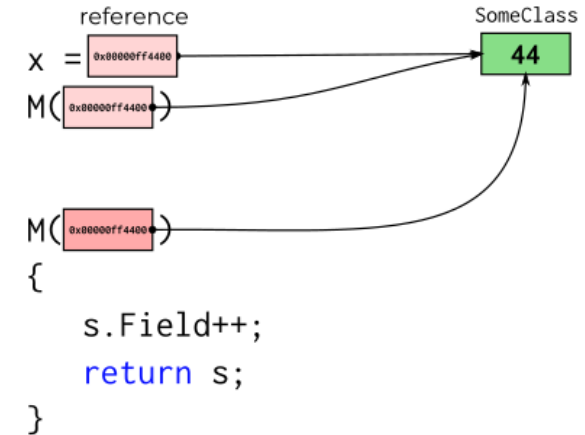 reference SomeClass
x = 0x00000ff4400 44
M(0x00000ff4400)
M(0x00000ff4400)
{
s.Field++;
return s;
}